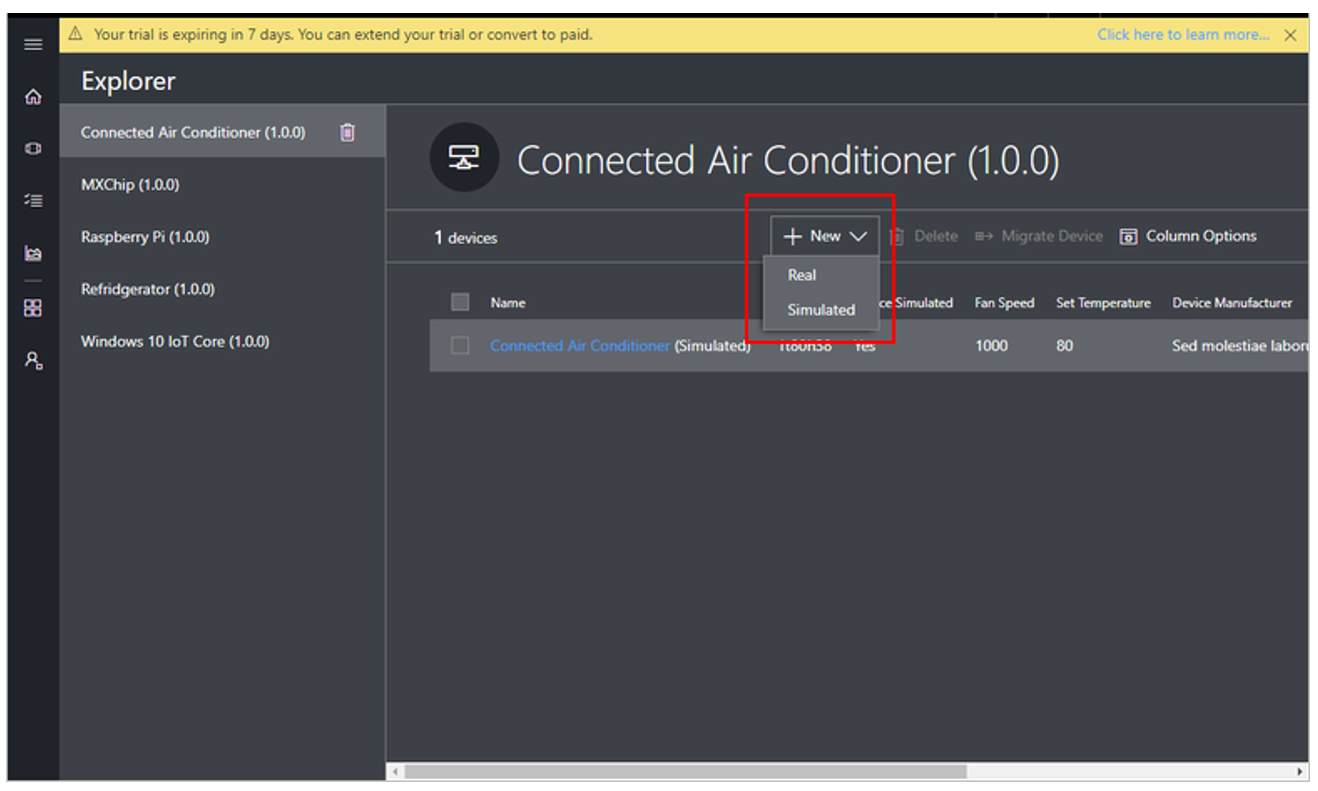 Your trial is expiring in 7 days. You can extend your trial or convert to paid. Click here to learn more...
Explorer
Connected Air Conditioner (1.0.0)
MXChip (1.0.0)
Raspberry Pi (1.0.0)
Refridgerator (1.0.0)
Windows 10 IoT Core (1.0.0)
Connected Air Conditioner (1.0.0)
1 devices
New Delete Migrate Device Column Options
Real
Simulated
Name Simulated Fan Speed Set Temperature Device Manufacturer
Connected Air Conditioner (Simulated) Yes 1000 80 Sed molestiae